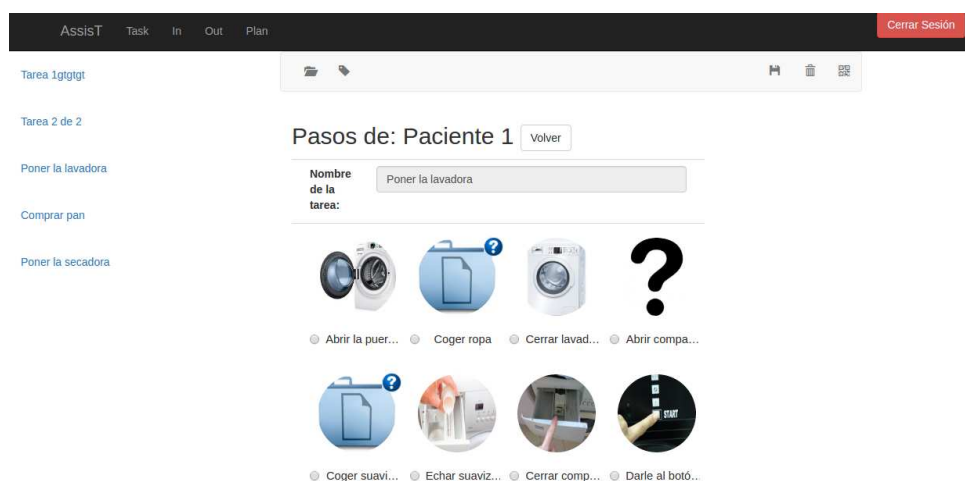 AssisT Task In Out Plan Cerrar Sesión
Tarea 1gtgtgt
Tarea 2 de 2
Poner la lavadora
Comprar pan
Poner la secadora
Pasos de: Paciente 1 Volver
Nombre de la tarea:
Poner la lavadora
?
?
Abrir la puer... Coger ropa Cerrar lavad... Abrir compa...
?
START
Coger suavi... Echar suaviz... Cerrar comp... Darle al botó...